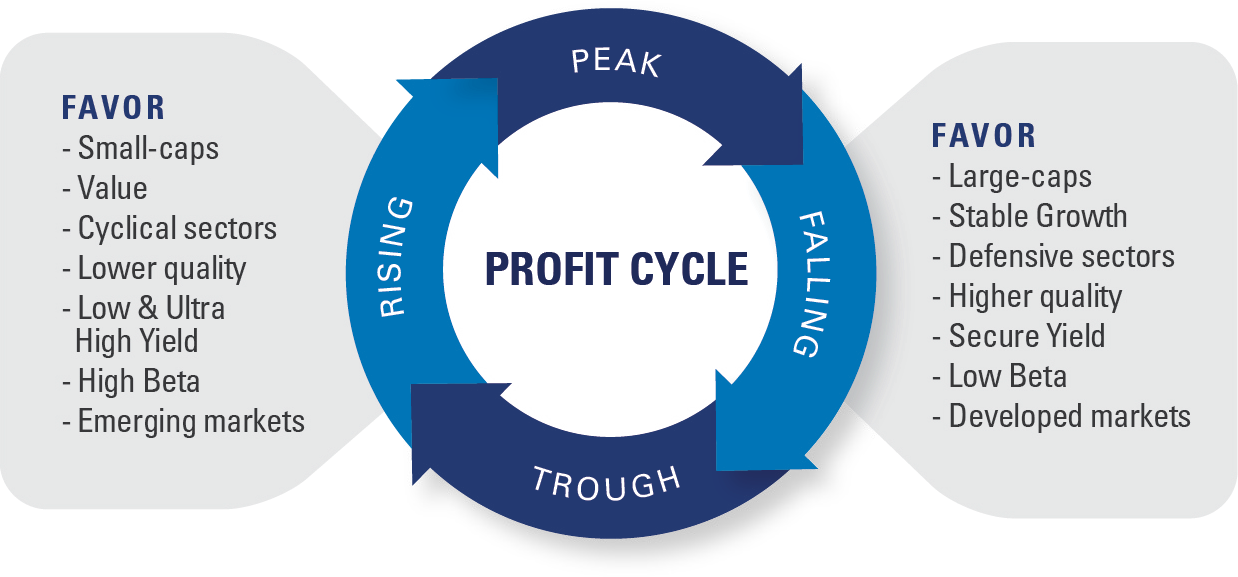 FAVOR
- Small-caps
- Value
- Cyclical sectors
- Lower quality
- Low & Ultra
High Yield
- High Beta
- Emerging markets
PEAK
RISING
PROFIT CYCLE
FALLING
TROUGH
FAVOR
- Large-caps
- Stable Growth
- Defensive sectors
- Higher quality
- Secure Yield
- Low Beta
- Developed markets